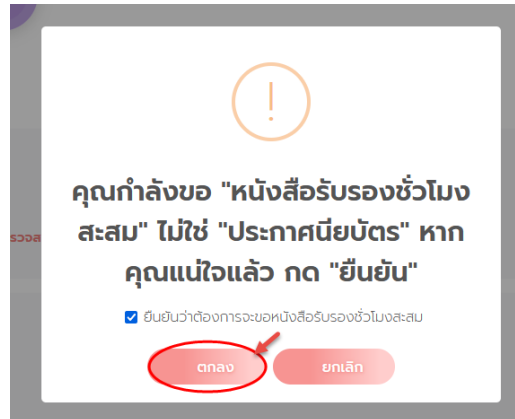 !
คุณกำลังขอ "หนังสือรับรองชั่วโมง
สะสม" ไม่ใช่ "ประกาศนียบัตร" หาก
คุณแน่ใจแล้ว กด "ยืนยัน"
ยืนยันว่าต้องการจะขอหนังสือรับรองชั่วโมงสะสม
ตกลง
ยกเลิก